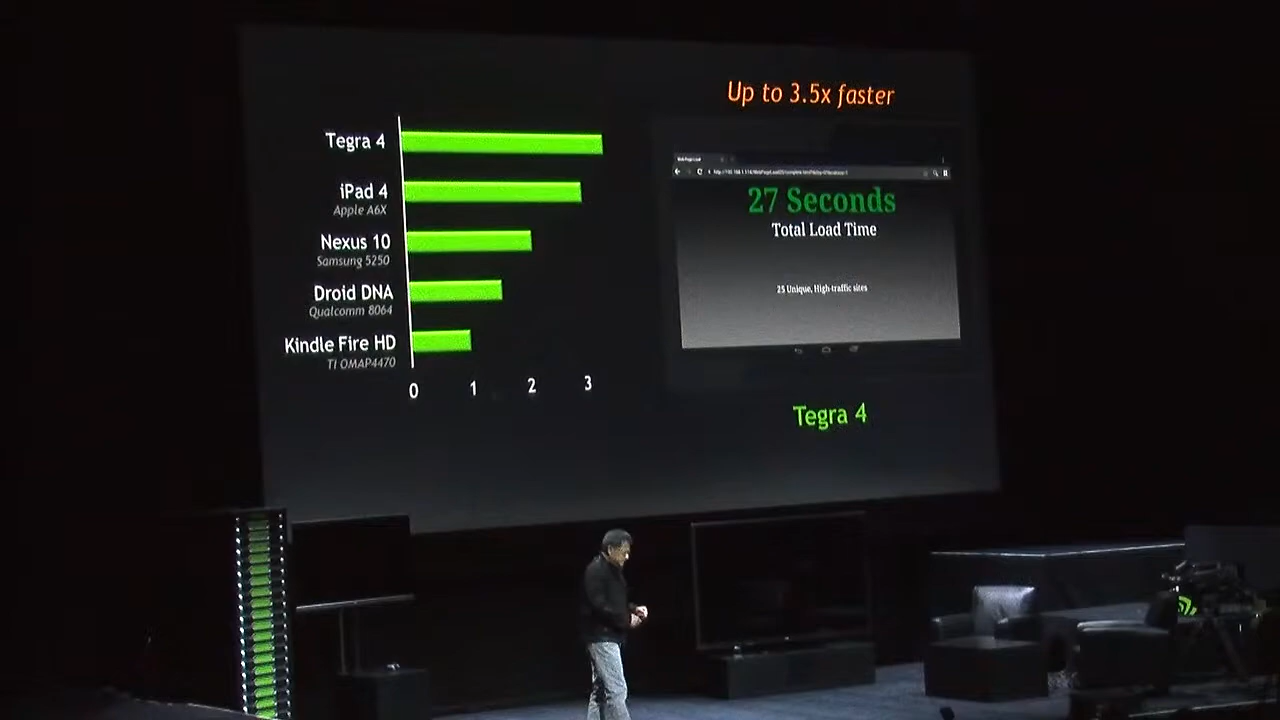 Up to 3.5x faster
Tegra 4
iPad 4
Apple A6X
Nexus 10
Samsung 5250
Droid DNA
Qualcomm 8064
Kindle Fire HD
TI OMAP4470
0 1 2 3
27 Seconds
Total Load Time
25 Unique, High-traffic sites
Tegra 4